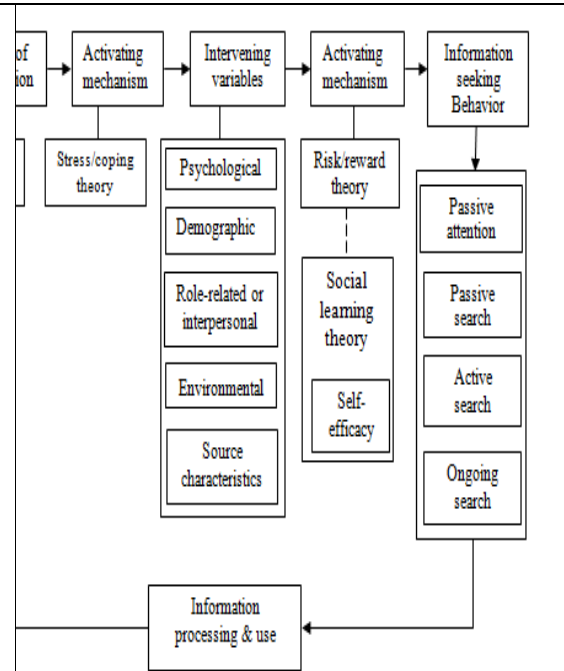 of
ion
Activating
mechanism
Intervening
variables
Activating
mechanism
Information
seeking
Behavior
Stress/coping
theory
Psychological
Demographic
Role-related or
interpersonal
Environmental
Source
characteristics
Risk/reward
theory
Social
learning
theory
Self-
efficacy
Passive
attention
Passive
search
Active
search
Ongoing
search
Information
processing & use